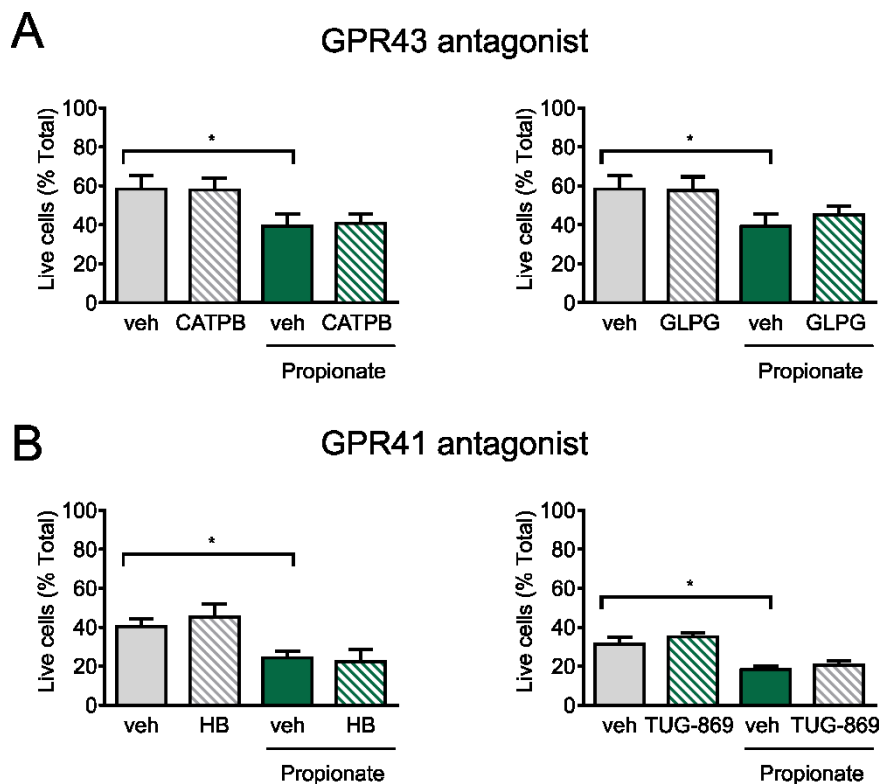 A
GPR43 antagonist
Live cells (% Total)
100
80
60
40
20
0
*
veh CATPB veh CATPB
Propionate
Live cells (% Total)
100
80
60
40
20
0
*
veh GLPG veh GLPG
Propionate
B
GPR41 antagonist
Live cells (% Total)
100
80
60
40
20
0
*
veh HB veh HB
Propionate
Live cells (% Total)
100
80
60
40
20
0
*
veh TUG-869 veh TUG-869
Propionate